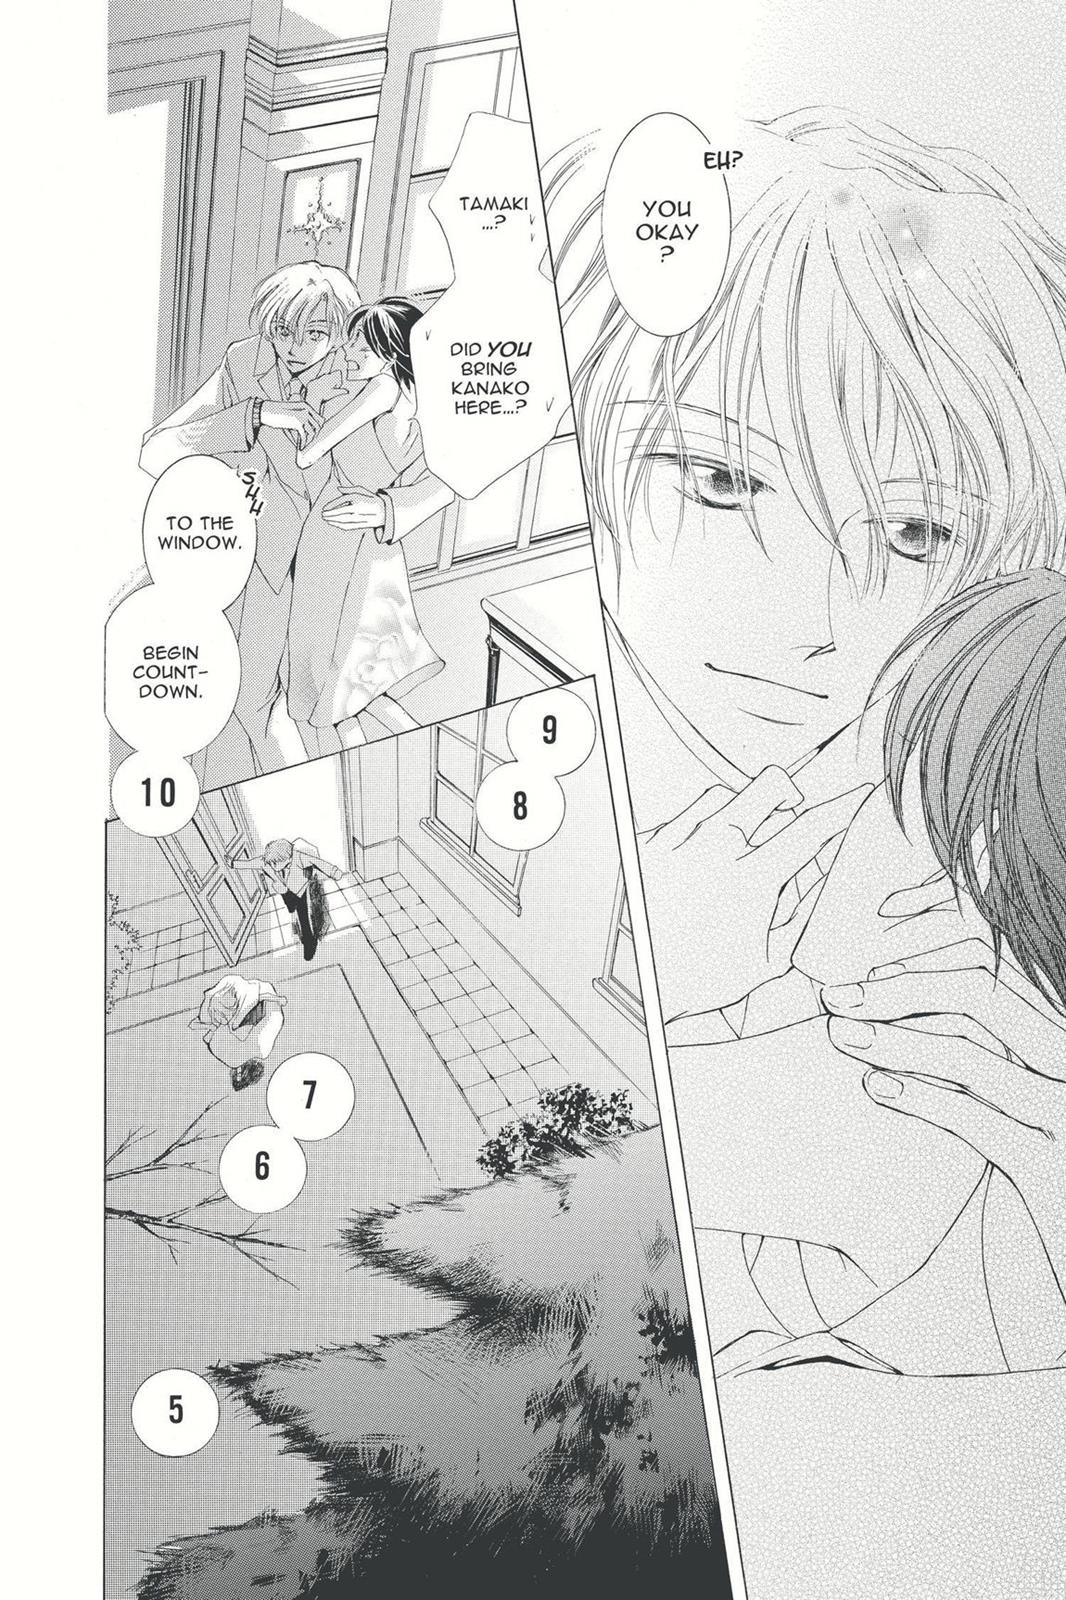 EH?
YOU
OKAY
?
TAMAKI
...?
DID YOU
BRING
KANAKO
HERE...?
SHH
TO THE
WINDOW.
BEGIN
COUNT-
DOWN.
10
9
8
7
6
5